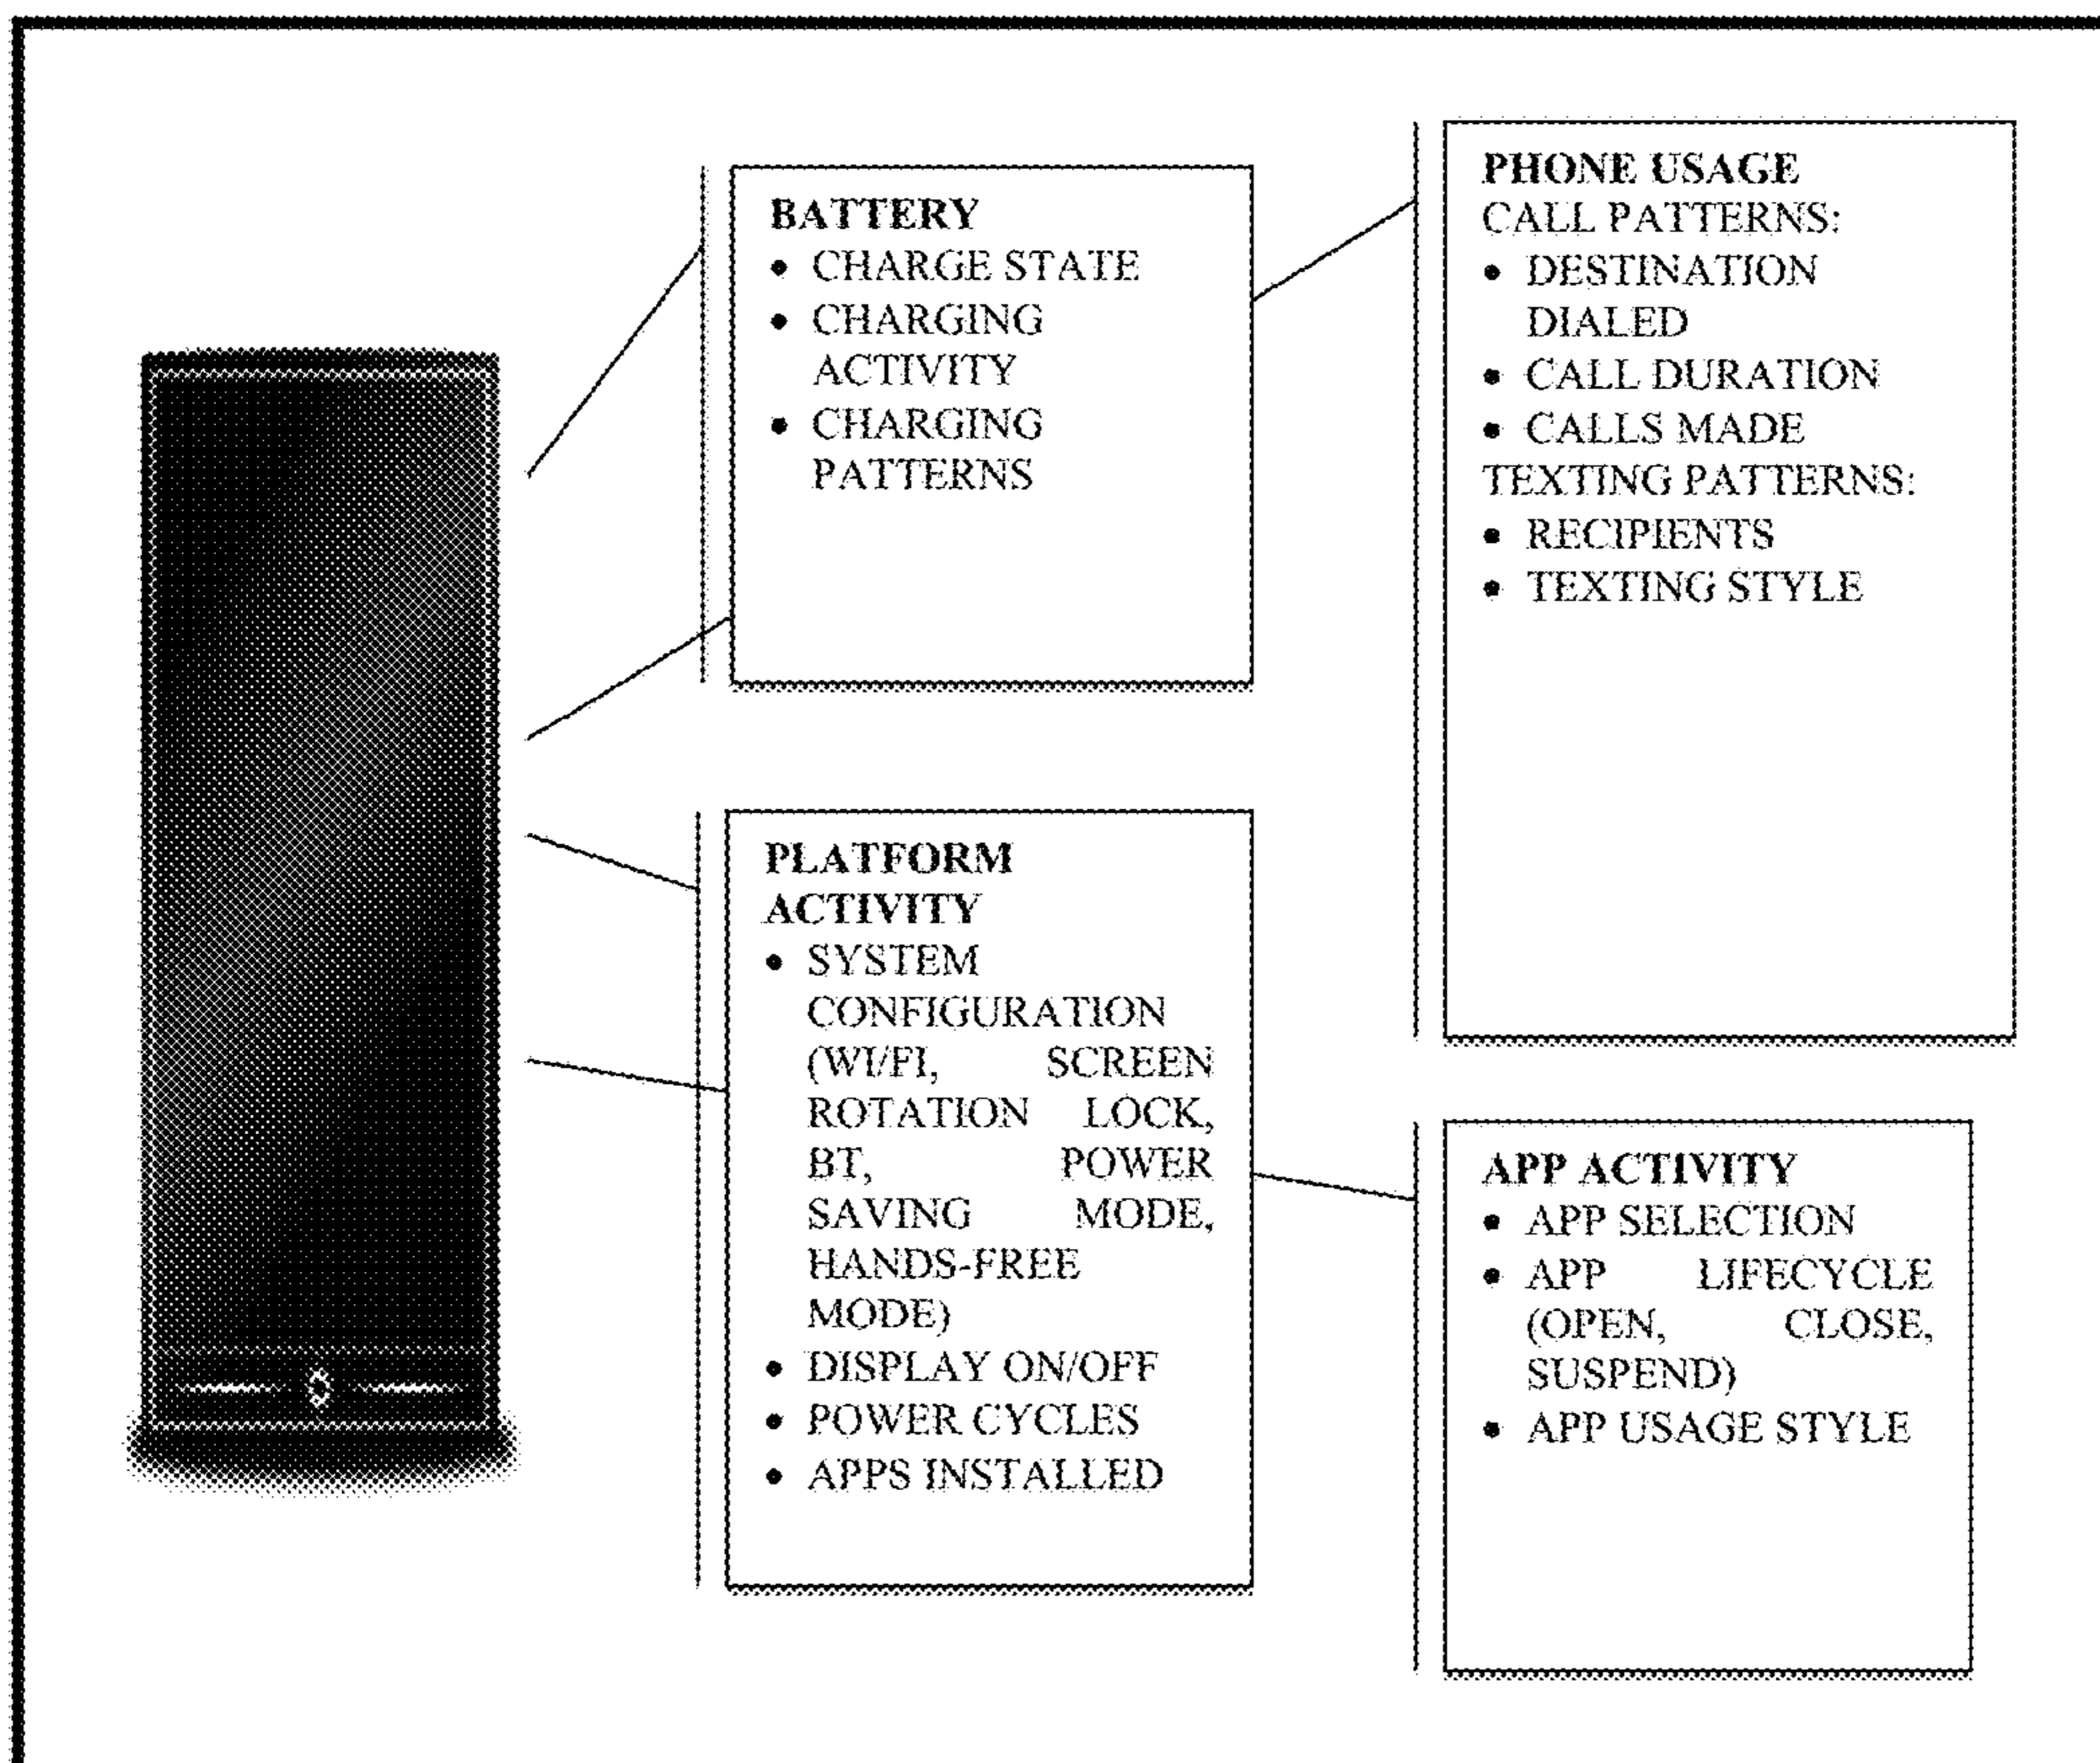 BATTERY
• CHARGE STATE
• CHARGING
ACTIVITY
• CHARGING
PATTERNS
PHONE USAGE
CALL PATTERNS:
• DESTINATION
DIALED
• CALL DURATION
• CALLS MADE
TEXTING PATTERNS:
• RECIPIENTS
• TEXTING STYLE
PLATFORM
ACTIVITY
• SYSTEM
CONFIGURATION
(WI/FI, SCREEN
ROTATION LOCK,
BT, POWER
SAVING MODE,
HANDS-FREE
MODE)
• DISPLAY ON/OFF
• POWER CYCLES
• APPS INSTALLED
APP ACTIVITY
• APP SELECTION
• APP LIFECYCLE
(OPEN, CLOSE,
SUSPEND)
• APP USAGE STYLE